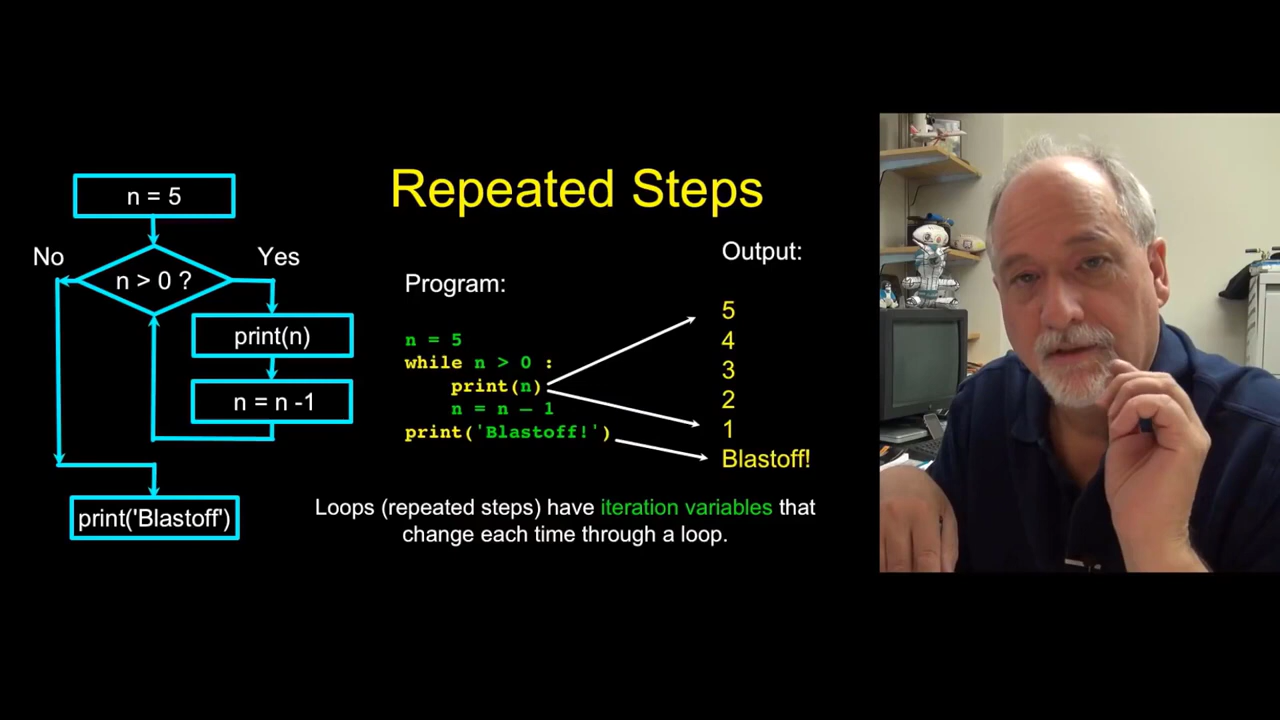 Repeated Steps
n = 5
No
n > 0 ?
Yes
print(n)
n = n -1
print('Blastoff')
Program:
n = 5
while n > 0 :
    print(n)
    n = n – 1
print('Blastoff!')
Output:
5
4
3
2
1
Blastoff!
Loops (repeated steps) have iteration variables that
change each time through a loop.